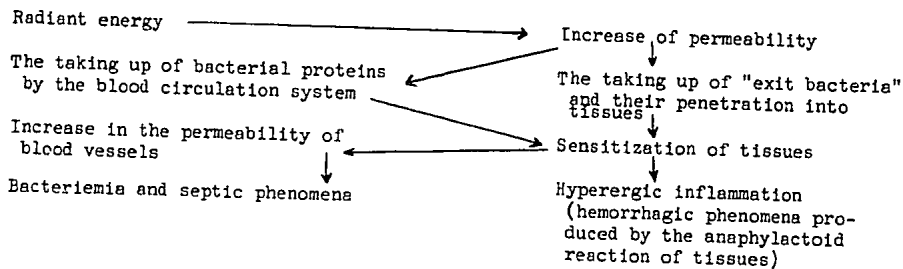 Radiant energy
Increase of permeability
The taking up of bacterial proteins
by the blood circulation system
The taking up of "exit bacteria"
and their penetration into
tissues
Increase in the permeability of
blood vessels
Sensitization of tissues
Bacteriemia and septic phenomena
Hyperergic inflammation
(hemorrhagic phenomena pro-
duced by the anaphylactoid
reaction of tissues)